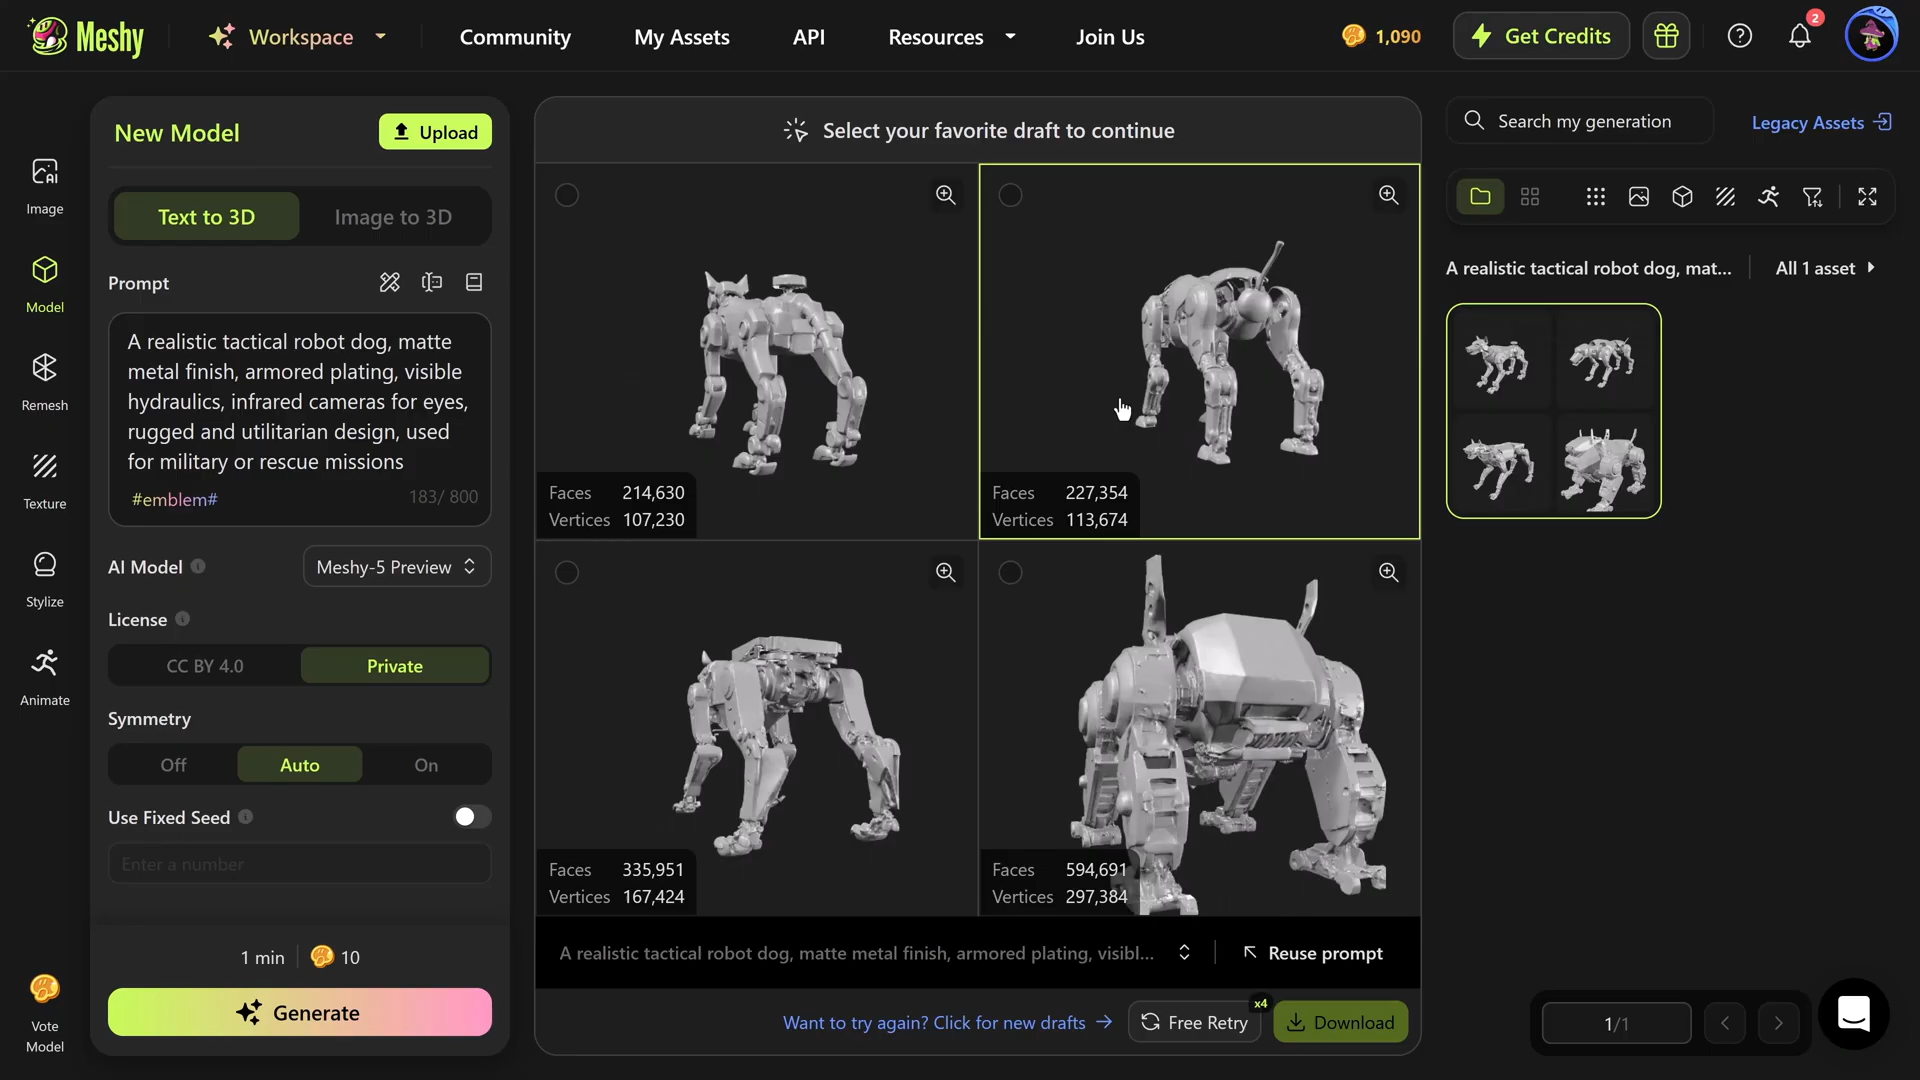 Meshy
Workspace
Community
My Assets
API
Resources
Join Us
1,090
Get Credits
2
New Model
Upload
Text to 3D
Image to 3D
Prompt
A realistic tactical robot dog, matte
metal finish, armored plating, visible
hydraulics, infrared cameras for eyes,
rugged and utilitarian design, used
for military or rescue missions
#emblem#
183/ 800
AI Model
Meshy-5 Preview
License
CC BY 4.0
Private
Symmetry
Off
Auto
On
Use Fixed Seed
Enter a number
1 min
10
Generate
Image
Model
Remesh
Texture
Stylize
Animate
Vote
Model
Select your favorite draft to continue
Faces 214,630
Vertices 107,230
Faces 227,354
Vertices 113,674
Faces 335,951
Vertices 167,424
Faces 594,691
Vertices 297,384
A realistic tactical robot dog, matte metal finish, armored plating, visibl...
Reuse prompt
Want to try again? Click for new drafts
Free Retry
x4
Download
Search my generation
Legacy Assets
A realistic tactical robot dog, mat...
All 1 asset
1/1